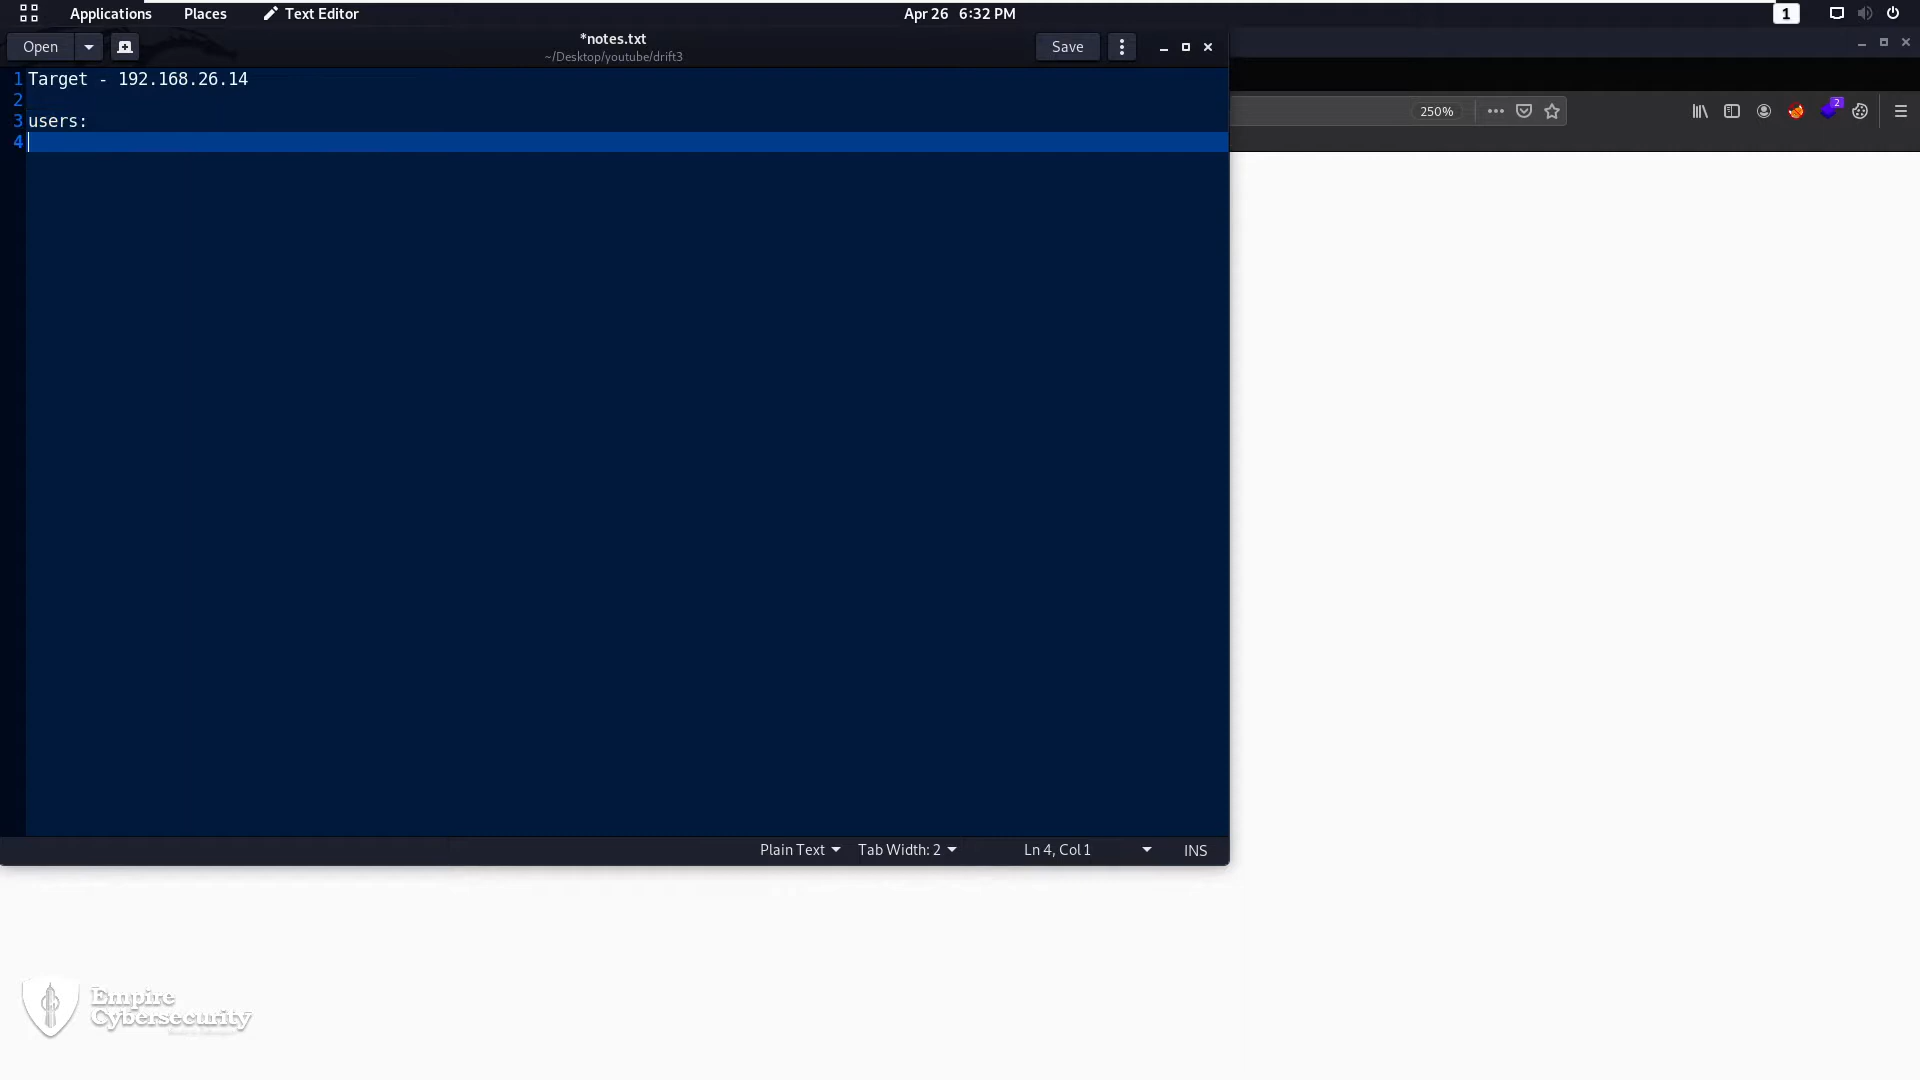 Applications Places Text Editor Apr 26 6:32 PM 1
Open *notes.txt Save
~/Desktop/youtube/drift3
1 Target - 192.168.26.14
2
3 users:
4
250%
2
Plain Text Tab Width: 2 Ln 4, Col 1 INS
Empire
Cybersecurity